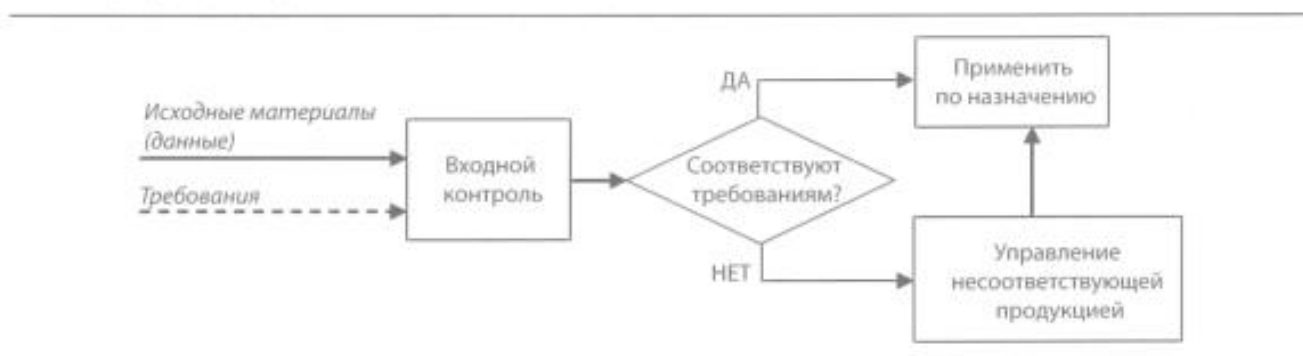 Исходные материалы
(данные)
Требования
Входной
контроль
Соответствуют
требованиям?
ДА
НЕТ
Применить
по назначению
Управление
несоответствующей
продукцией